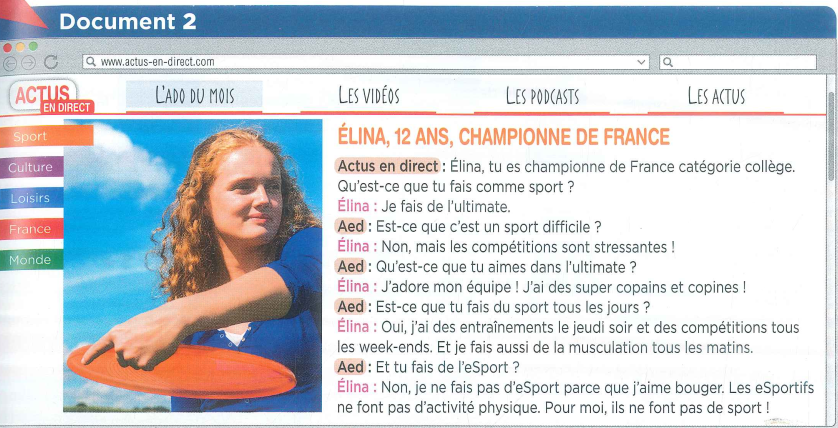 Document 2
www.actus-en-direct.com
ACTUS
EN DIRECT
L'ADO DU MOIS
LES VIDÉOS
LES PODCASTS
LES ACTUS
Sport
Culture
Loisirs
France
Monde
ÉLINA, 12 ANS, CHAMPIONNE DE FRANCE
Actus en direct : Élina, tu es championne de France catégorie collège.
Qu'est-ce que tu fais comme sport ?
Élina : Je fais de l'ultimate.
Aed : Est-ce que c'est un sport difficile ?
Élina : Non, mais les compétitions sont stressantes !
Aed : Qu'est-ce que tu aimes dans l'ultimate ?
Élina : J'adore mon équipe ! J'ai des super copains et copines !
Aed : Est-ce que tu fais du sport tous les jours ?
Élina : Oui, j'ai des entraînements le jeudi soir et des compétitions tous
les week-ends. Et je fais aussi de la musculation tous les matins.
Aed : Et tu fais de l'eSport ?
Élina : Non, je ne fais pas d'eSport parce que j'aime bouger. Les eSportifs
ne font pas d'activité physique. Pour moi, ils ne font pas de sport !